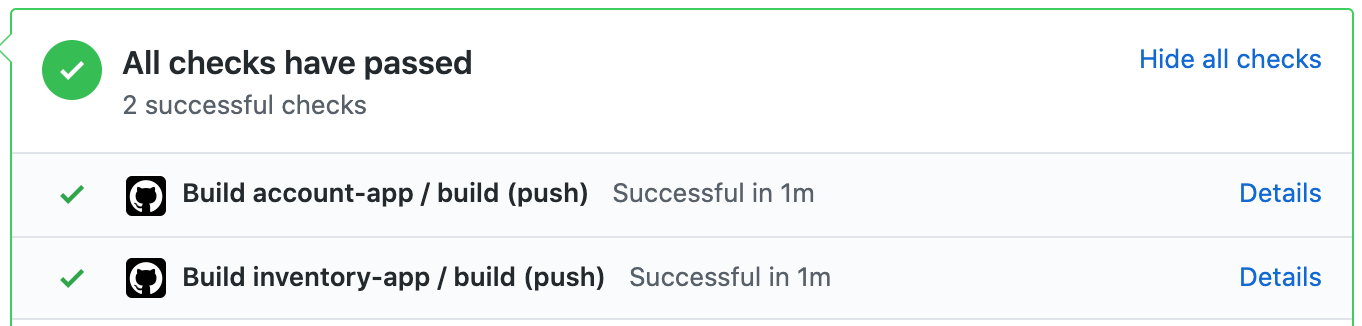 All checks have passed
Hide all checks
2 successful checks
Build account-app / build (push) Successful in 1m Details
Build inventory-app / build (push) Successful in 1m Details